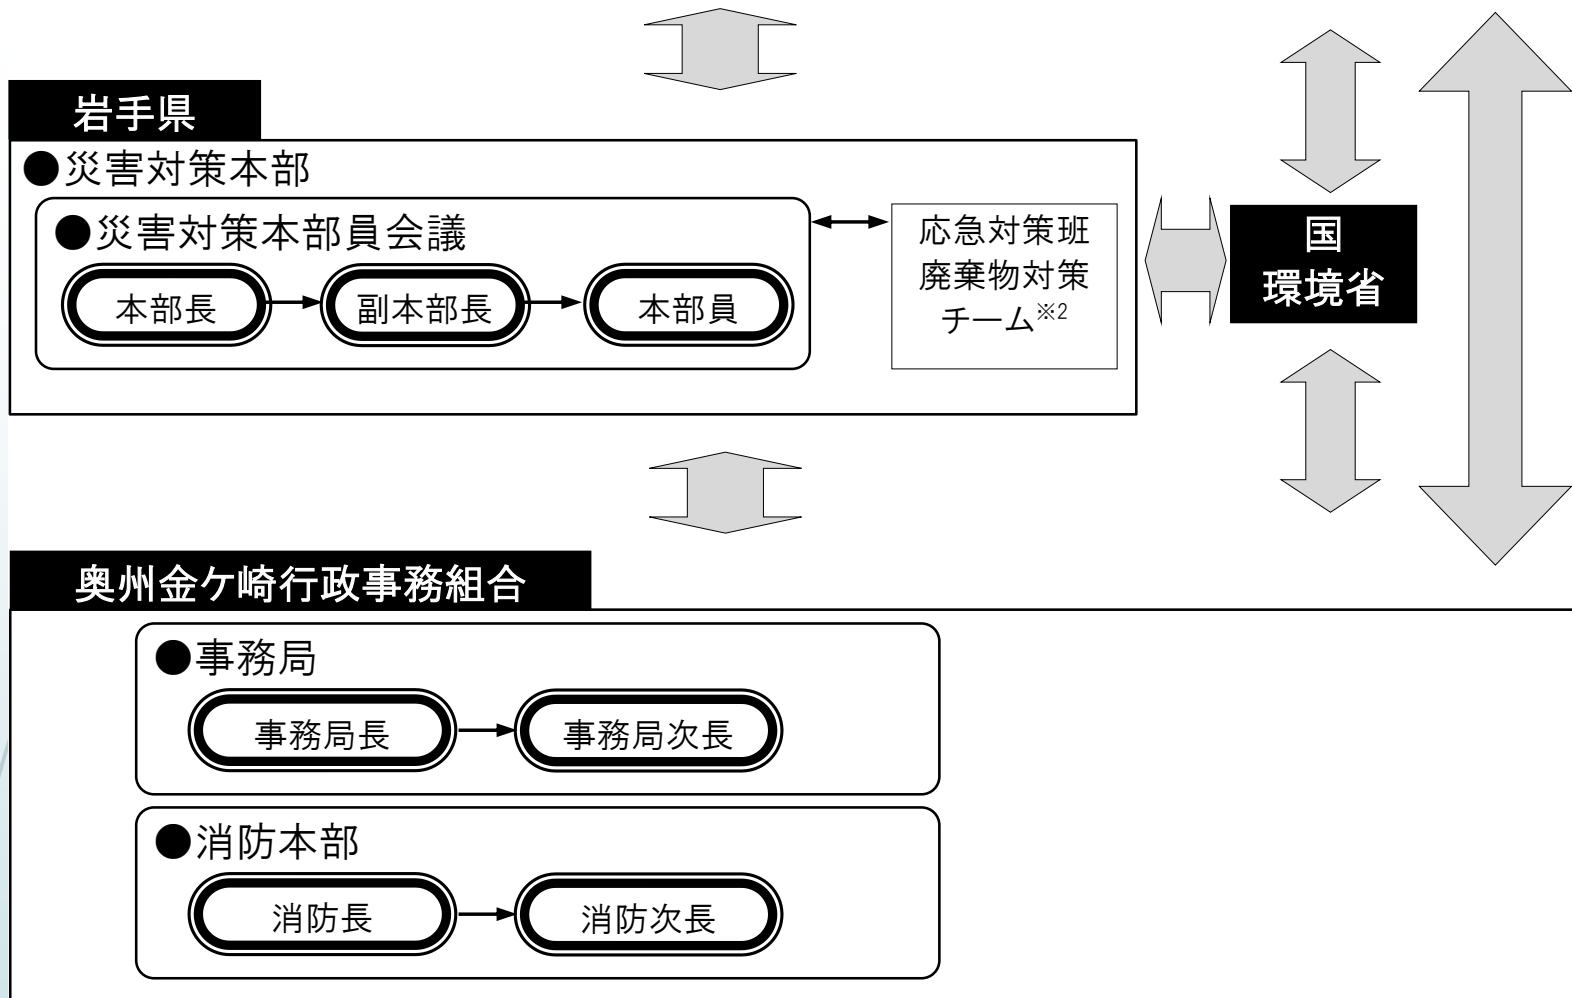 岩手県
●災害対策本部
●災害対策本部員会議
本部長
副本部長
本部員
応急対策班
廃棄物対策
チーム※2
国
環境省
奥州金ケ崎行政事務組合
●事務局
事務局長
事務局次長
●消防本部
消防長
消防次長